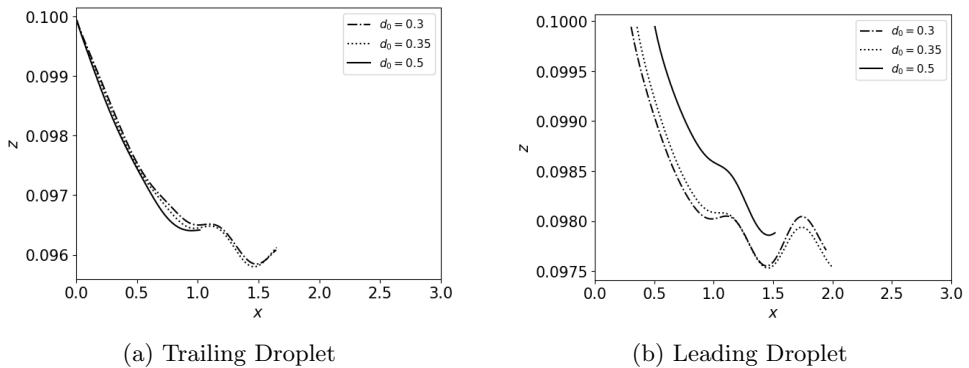 0.100
0.099
0.098
0.097
0.096
z
0.0 0.5 1.0 1.5 2.0 2.5 3.0
x
d₀ = 0.3
d₀ = 0.35
d₀ = 0.5
(a) Trailing Droplet
0.1000
0.0995
0.0990
0.0985
0.0980
0.0975
z
0.0 0.5 1.0 1.5 2.0 2.5 3.0
x
d₀ = 0.3
d₀ = 0.35
d₀ = 0.5
(b) Leading Droplet